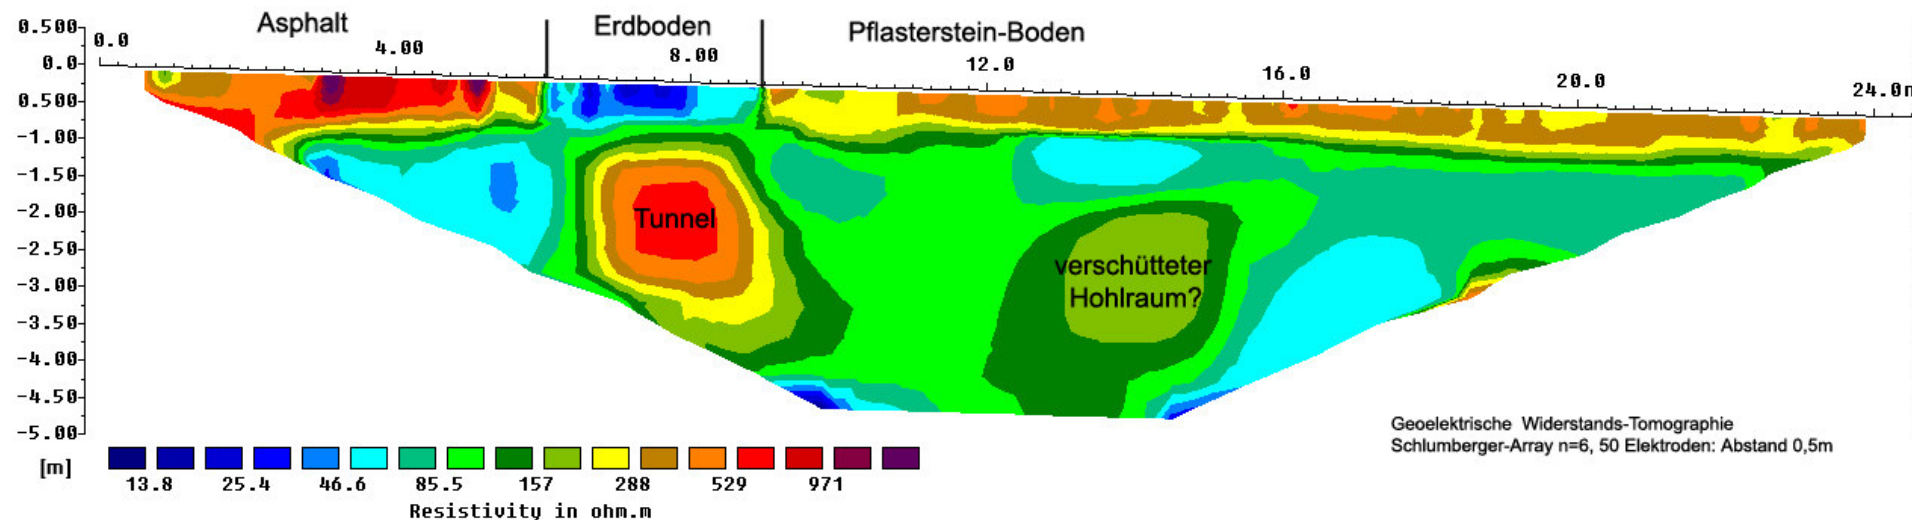 Asphalt
Erdboden
Pflasterstein-Boden
0.0
4.00
8.00
12.0
16.0
20.0
24.0m
0.500
0.0
0.500
-1.00
-1.50
-2.00
-2.50
-3.00
-3.50
-4.00
-4.50
-5.00
[m]
Tunnel
verschütteter
Hohlraum?
Geoelektrische Widerstands-Tomographie
Schlumberger-Array n=6, 50 Elektroden: Abstand 0,5m
13.8 25.4 46.6 85.5 157 288 529 971
Resistivity in ohm.m